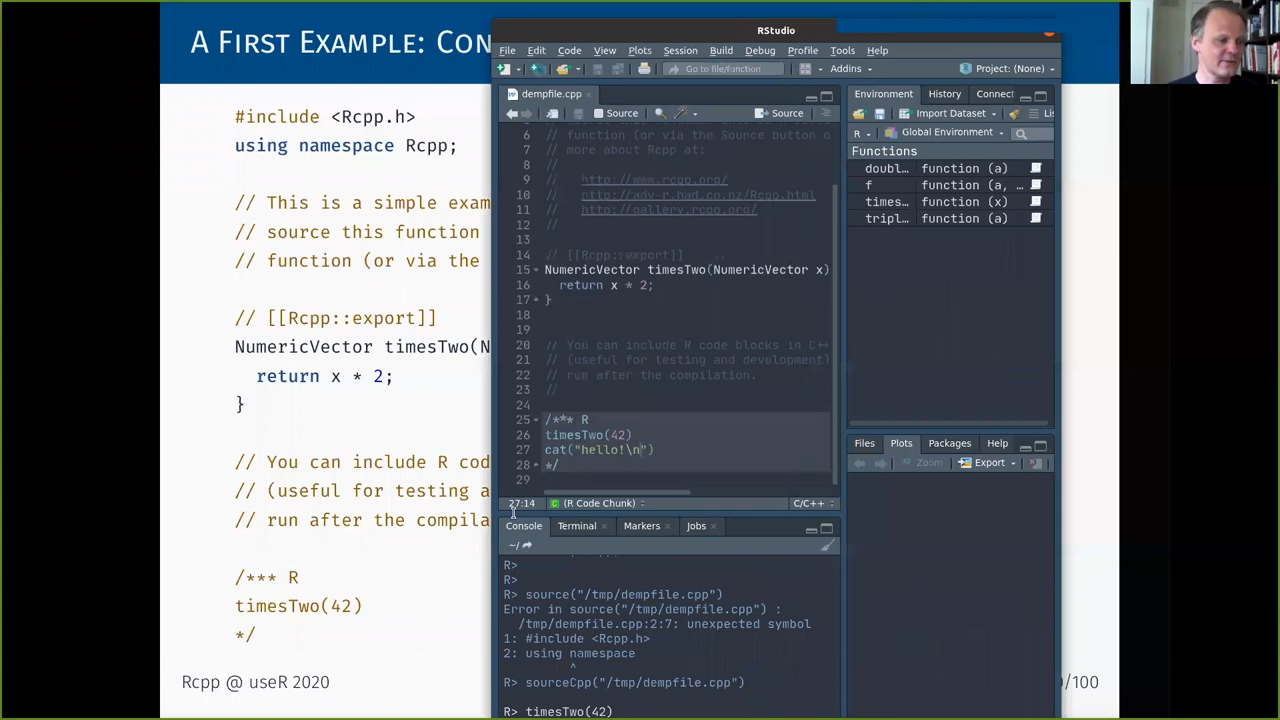 A FIRST EXAMPLE: CON
#include <Rcpp.h>
using namespace Rcpp;
// This is a simple exam
// source this function
// function (or via the
// [[Rcpp::export]]
NumericVector timesTwo(N
return x * 2;
}
// You can include R cod
// (useful for testing a
// run after the compila
/*** R
timesTwo(42)
*/
Rcpp @ useR 2020
/100
RStudio
File Edit Code View Plots Session Build Debug Profile Tools Help
Go to file/function
Addins
Project: (None)
dempfile.cpp
Source
Source
6 // function (or via the Source button o
7 // more about Rcpp at:
8 //
9 // http://www.rcpp.org/
10 // http://adv-r.had.co.nz/Rcpp.html
11 // http://gallery.rcpp.org/
12 //
13
14 // [[Rcpp::export]]
15 NumericVector timesTwo(NumericVector x)
16 return x * 2;
17 }
18
19
20 // You can include R code blocks in C++
21 // (useful for testing and development)
22 // run after the compilation.
23 //
24
25 /*** R
26 timesTwo(42)
27 cat("hello!\n")
28 */
29
27:14 (R Code Chunk) C/C++
Console Terminal Markers Jobs
~/
R>
R>
R> source("/tmp/dempfile.cpp")
Error in source("/tmp/dempfile.cpp") :
/tmp/dempfile.cpp:2:7: unexpected symbol
1: #include <Rcpp.h>
2: using namespace
^
R> sourceCpp("/tmp/dempfile.cpp")
R> timesTwo(42)
Environment History Connect
Import Dataset Lis
R Global Environment
Functions
doubl… function (a)
f function (a, …
times… function (x)
tripl… function (a)
Files Plots Packages Help
Zoom Export